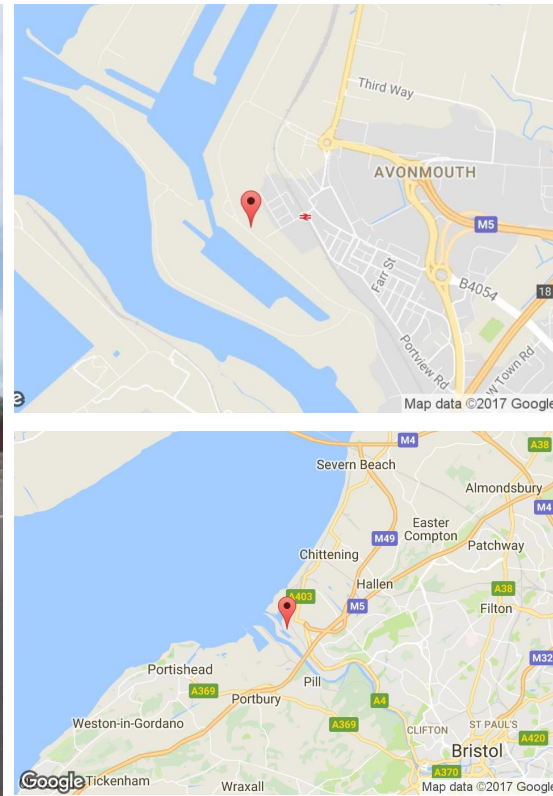 Third Way
AVONMOUTH
M5
Farr St
B4054
18
Portview Rd
W Town Rd
e
Map data ©2017 Google
M4
A38
Severn Beach
Almondsbury
M4
Easter
Compton
M49
Patchway
Chittening
Hallen
A38
A403
M5
Filton
M32
Portishead
Pill
A369
Portbury
A4
Weston-in-Gordano
A369
CLIFTON
ST PAUL'S
A420
Bristol
A370
Google
Tickenham
Wraxall
Map data ©2017 Google